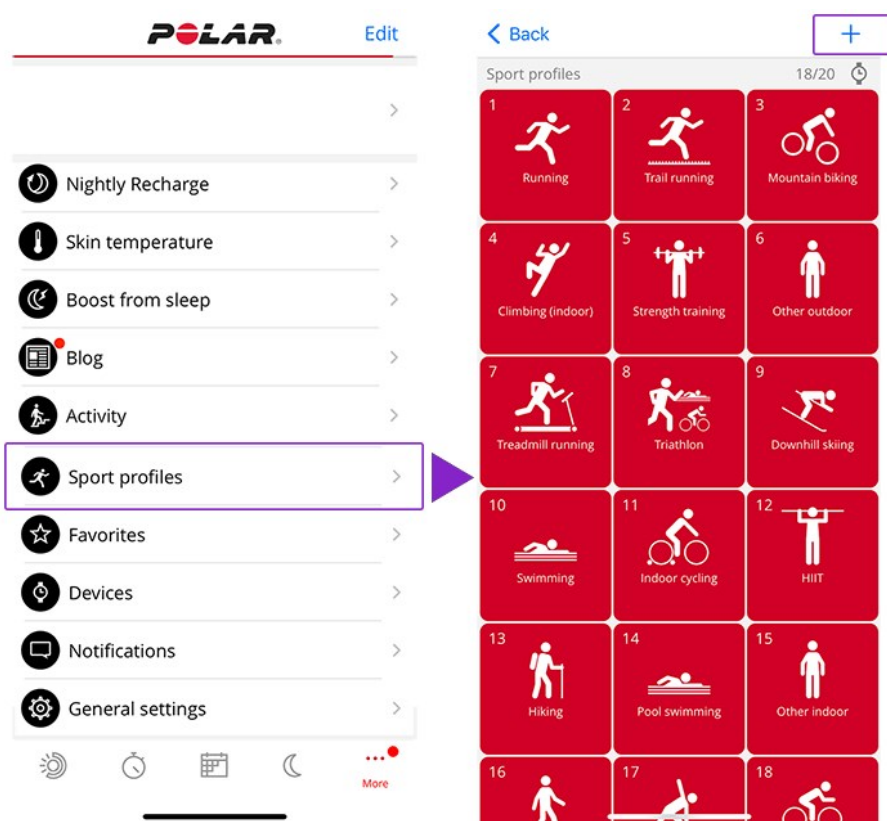 POLAR.
Edit
Nightly Recharge
Skin temperature
Boost from sleep
Blog
Activity
Sport profiles
Favorites
Devices
Notifications
General settings
More
Back
+
Sport profiles 18/20
1 2 3
Running Trail running Mountain biking
4 5 6
Climbing (indoor) Strength training Other outdoor
7 8 9
Treadmill running Triathlon Downhill skiing
10 11 12
Swimming Indoor cycling HIIT
13 14 15
Hiking Pool swimming Other indoor
16 17 18